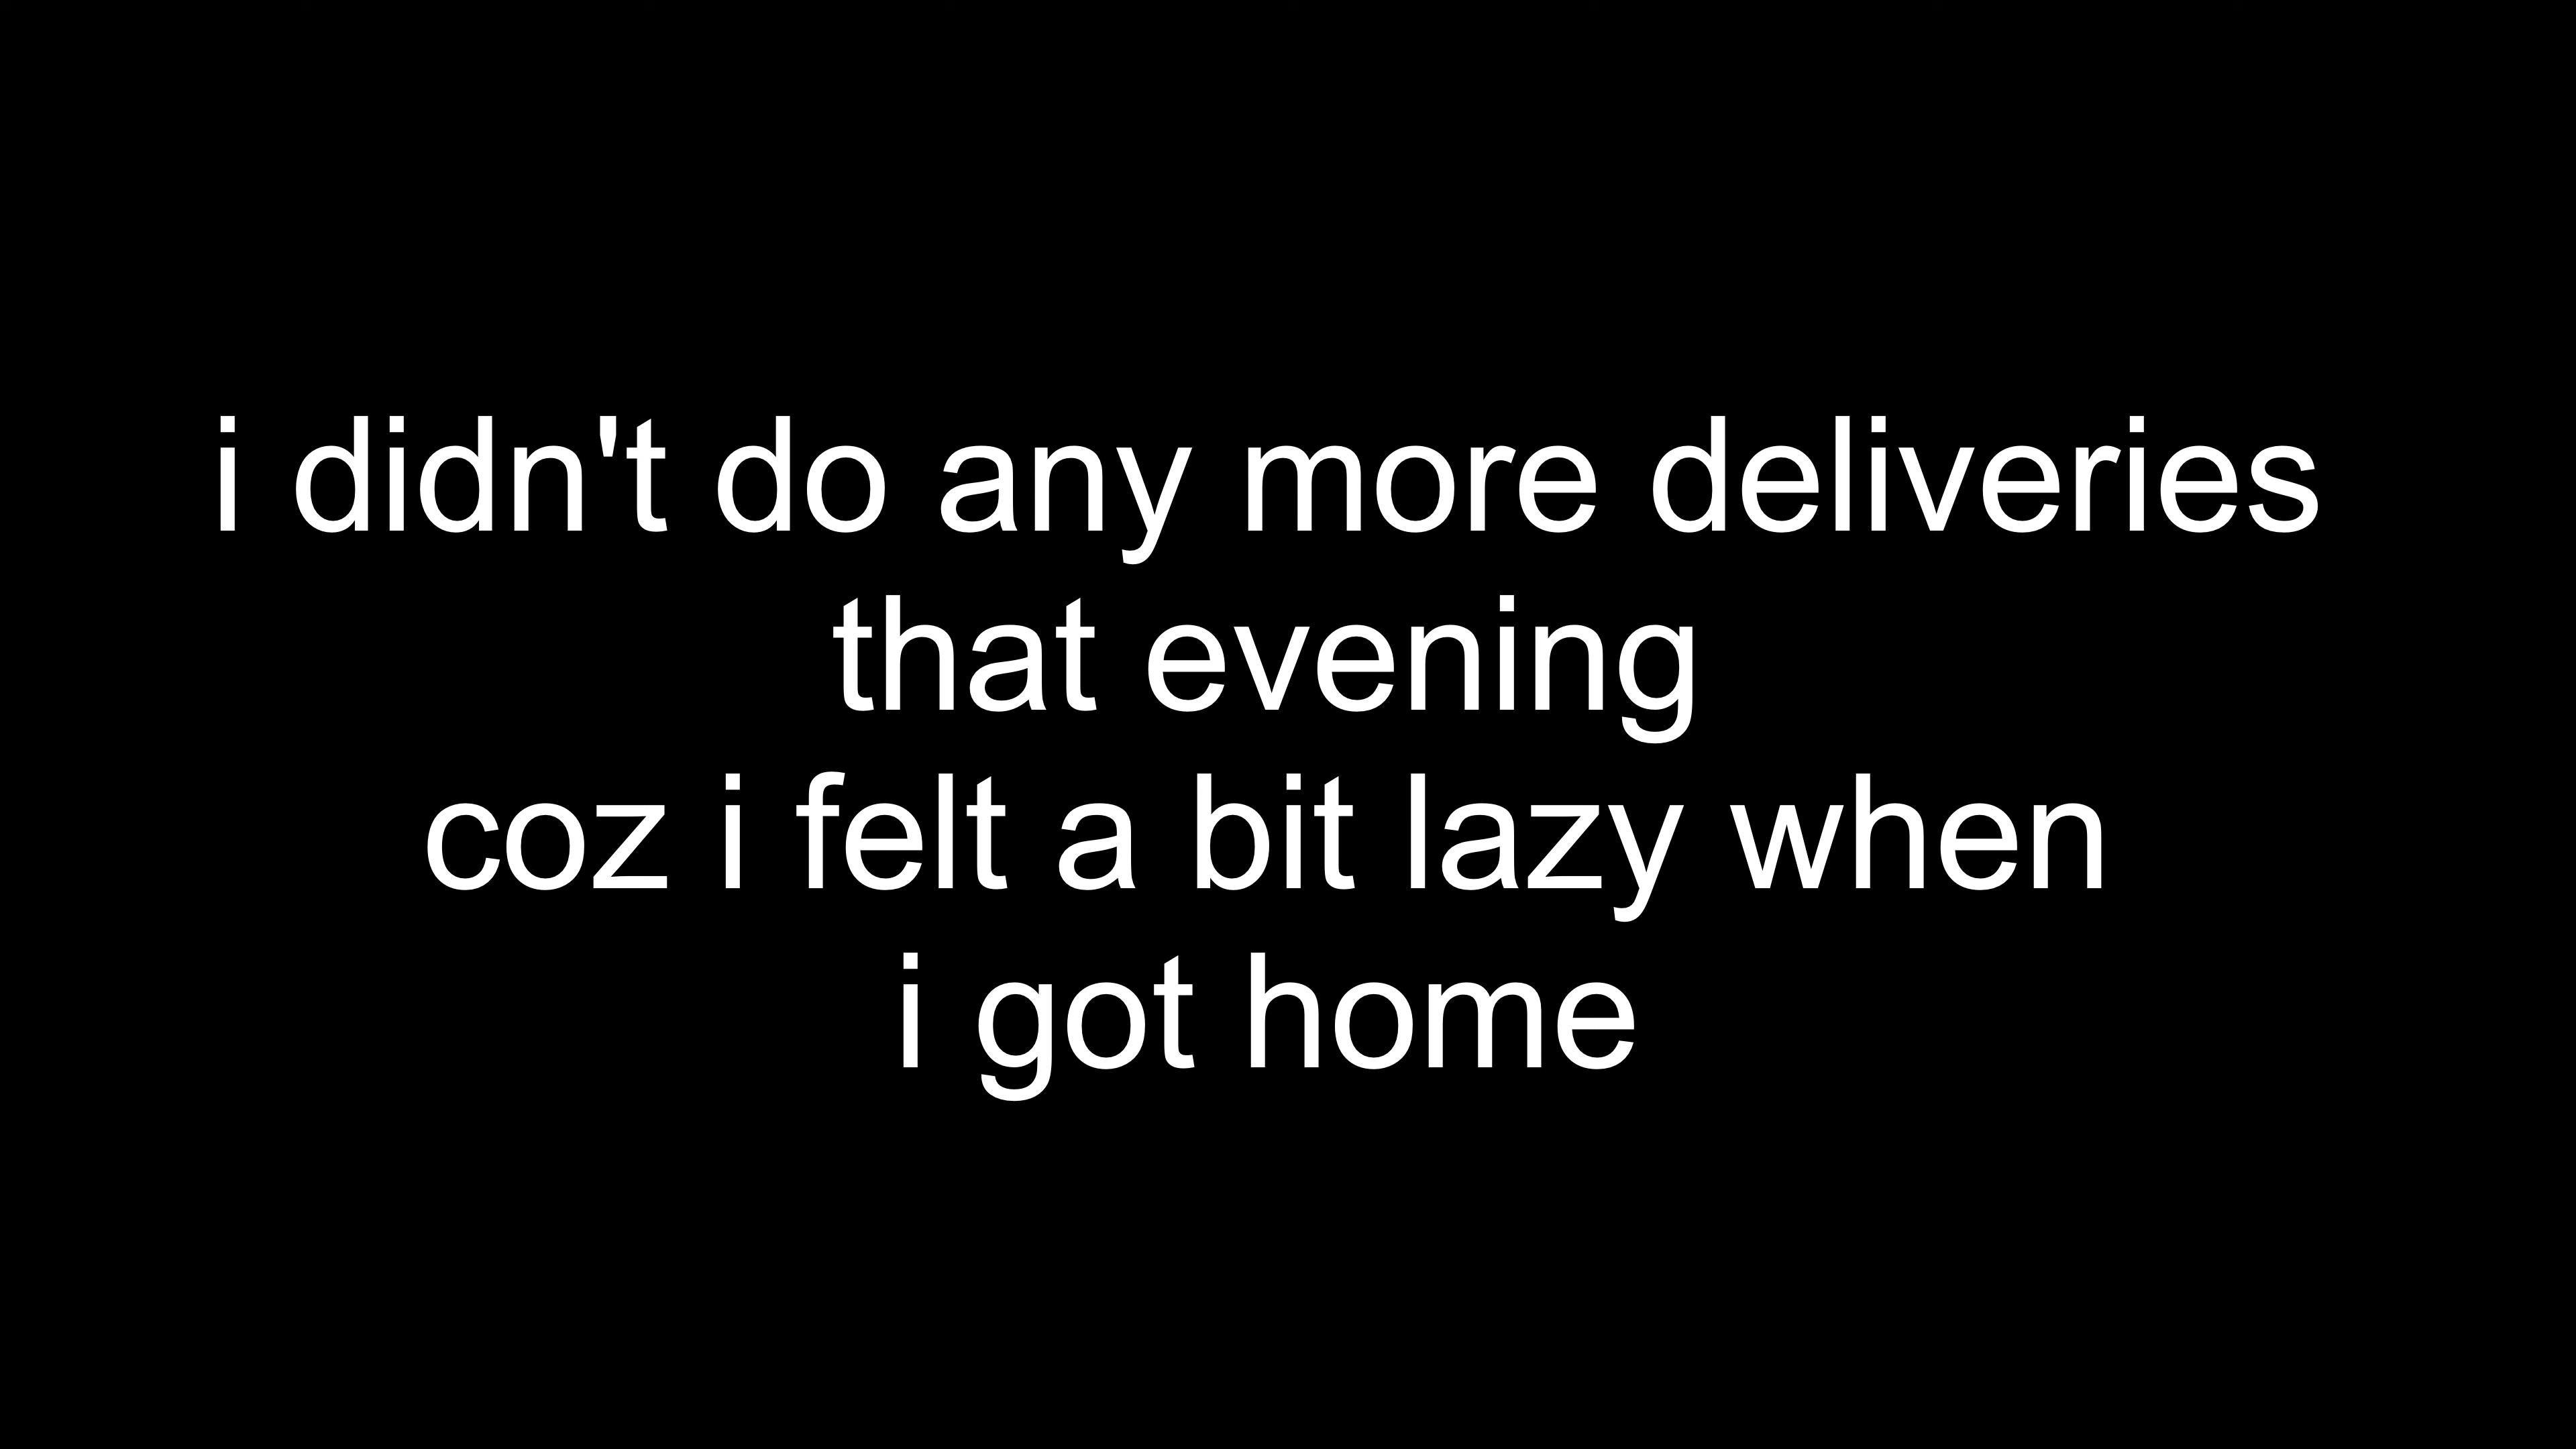 i didn't do any more deliveries
that evening
coz i felt a bit lazy when
i got home